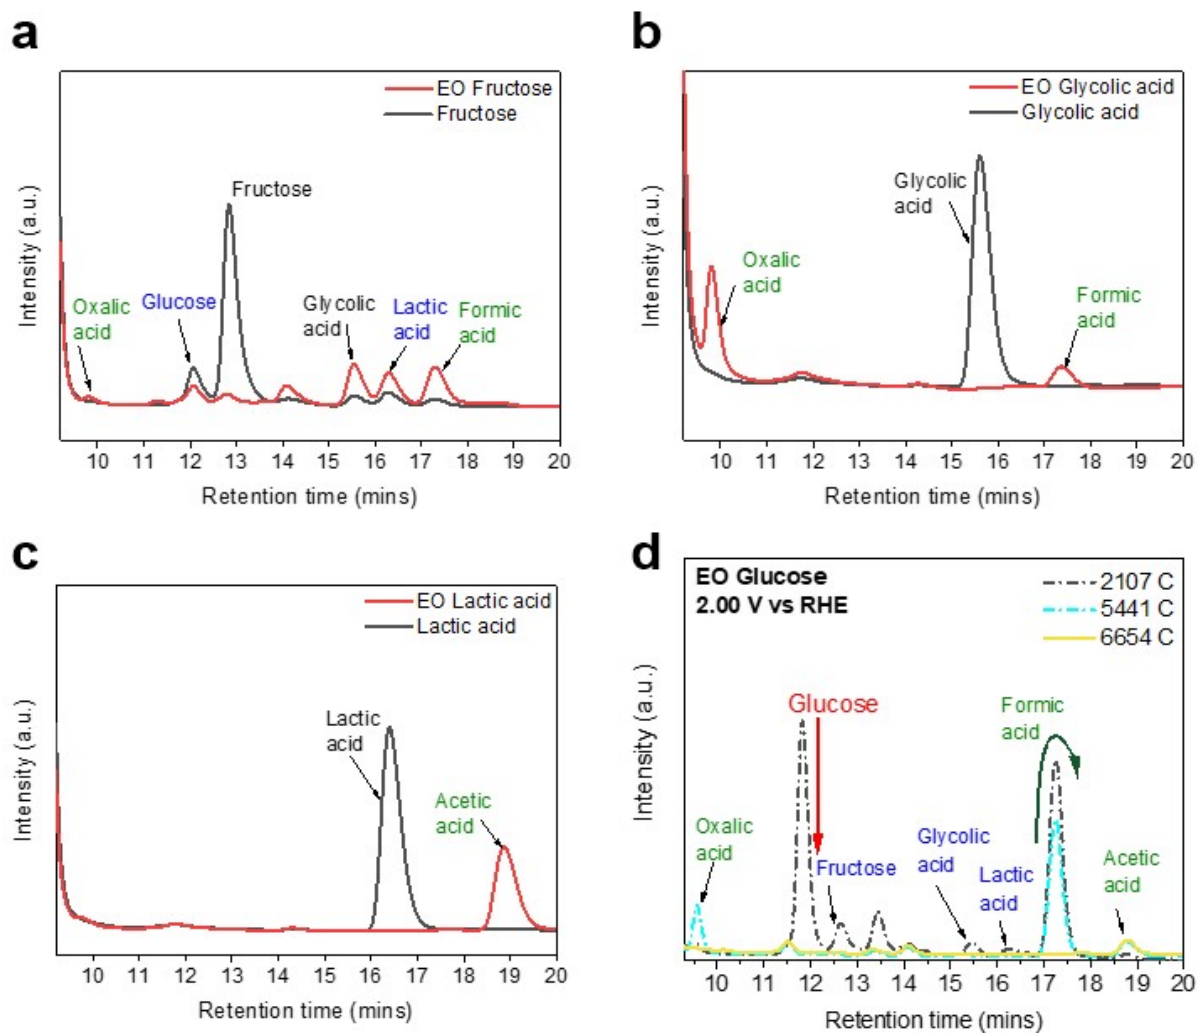 a
EO Fructose
Fructose
Fructose
Oxalic
acid
Glucose
Glycolic
acid
Lactic
acid
Formic
acid
Intensity (a.u.)
10 11 12 13 14 15 16 17 18 19 20
Retention time (mins)
b
EO Glycolic acid
Glycolic acid
Glycolic
acid
Oxalic
acid
Formic
acid
Intensity (a.u.)
10 11 12 13 14 15 16 17 18 19 20
Retention time (mins)
c
EO Lactic acid
Lactic acid
Lactic
acid
Acetic
acid
Intensity (a.u.)
10 11 12 13 14 15 16 17 18 19 20
Retention time (mins)
d
EO Glucose
2.00 V vs RHE
2107 C
5441 C
6654 C
Glucose
Formic
acid
Oxalic
acid
Fructose
Glycolic
acid
Lactic
acid
Acetic
acid
Intensity (a.u.)
10 11 12 13 14 15 16 17 18 19 20
Retention time (mins)